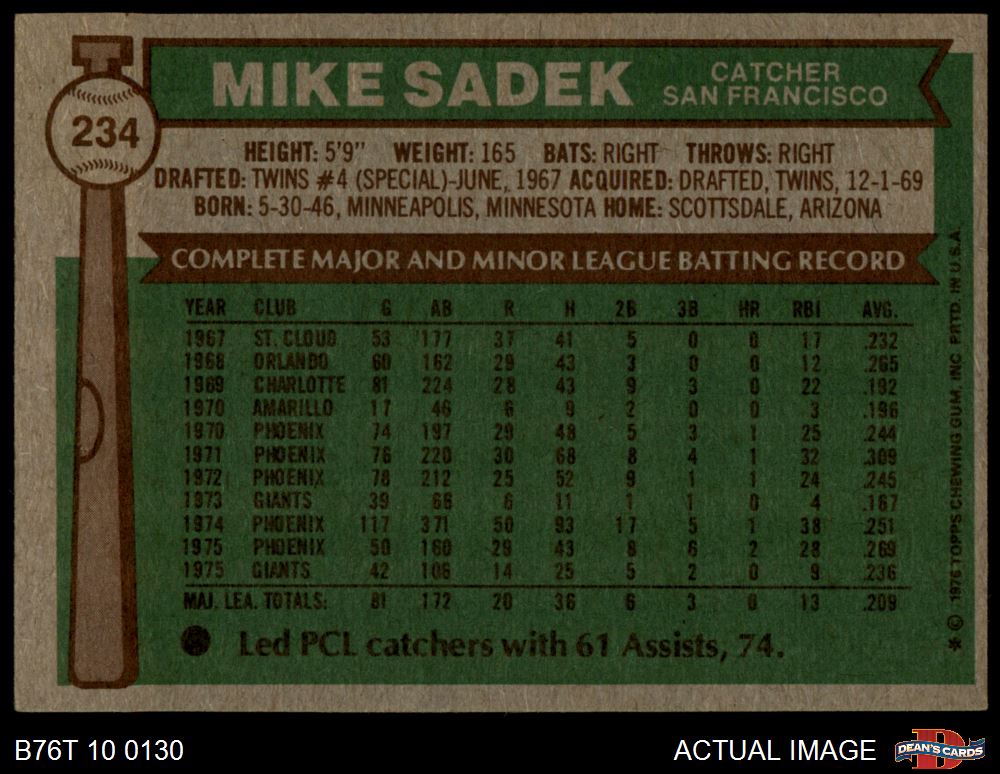 234
MIKE SADEK
CATCHER
SAN FRANCISCO
HEIGHT: 5'9" WEIGHT: 165 BATS: RIGHT THROWS: RIGHT
DRAFTED: TWINS #4 (SPECIAL)-JUNE, 1967 ACQUIRED: DRAFTED, TWINS, 12-1-69
BORN: 5-30-46, MINNEAPOLIS, MINNESOTA HOME: SCOTTSDALE, ARIZONA
COMPLETE MAJOR AND MINOR LEAGUE BATTING RECORD
YEAR CLUB G AB R H 2B 3B HR RBI AVG.
1967 ST. CLOUD 53 177 37 41 5 0 0 17 .232
1968 ORLANDO 60 162 29 43 3 0 0 12 .265
1969 CHARLOTTE 81 224 28 43 9 3 0 22 .192
1970 AMARILLO 17 46 6 9 2 0 0 3 .196
1970 PHOENIX 74 197 29 48 5 3 1 25 .244
1971 PHOENIX 76 220 30 68 8 4 1 32 .309
1972 PHOENIX 78 212 25 52 9 1 1 24 .245
1973 GIANTS 39 66 6 11 1 1 0 4 .167
1974 PHOENIX 117 371 50 93 17 5 1 38 .251
1975 PHOENIX 50 160 29 43 8 6 2 28 .269
1975 GIANTS 42 106 14 25 5 2 0 9 .236
MAJ. LEA. TOTALS: 81 172 20 36 6 3 0 13 .209
Led PCL catchers with 61 Assists, 74.
* © 1976 TOPPS CHEWING GUM, INC. PRTD. IN U.S.A.
B76T 10 0130
ACTUAL IMAGE
DEAN'S CARDS